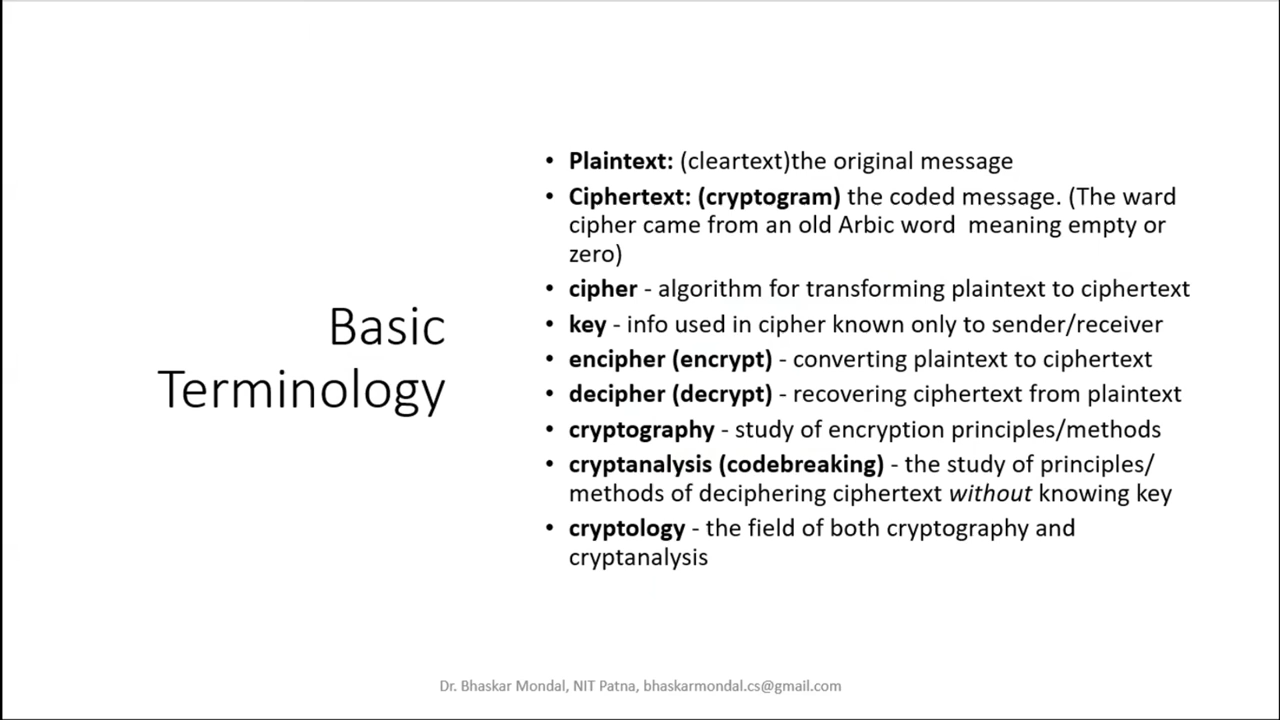 Basic
Terminology
• Plaintext: (cleartext)the original message
• Ciphertext: (cryptogram) the coded message. (The ward
cipher came from an old Arbic word  meaning empty or
zero)
• cipher - algorithm for transforming plaintext to ciphertext
• key - info used in cipher known only to sender/receiver
• encipher (encrypt) - converting plaintext to ciphertext
• decipher (decrypt) - recovering ciphertext from plaintext
• cryptography - study of encryption principles/methods
• cryptanalysis (codebreaking) - the study of principles/
methods of deciphering ciphertext without knowing key
• cryptology - the field of both cryptography and
cryptanalysis
Dr. Bhaskar Mondal, NIT Patna, bhaskarmondal.cs@gmail.com